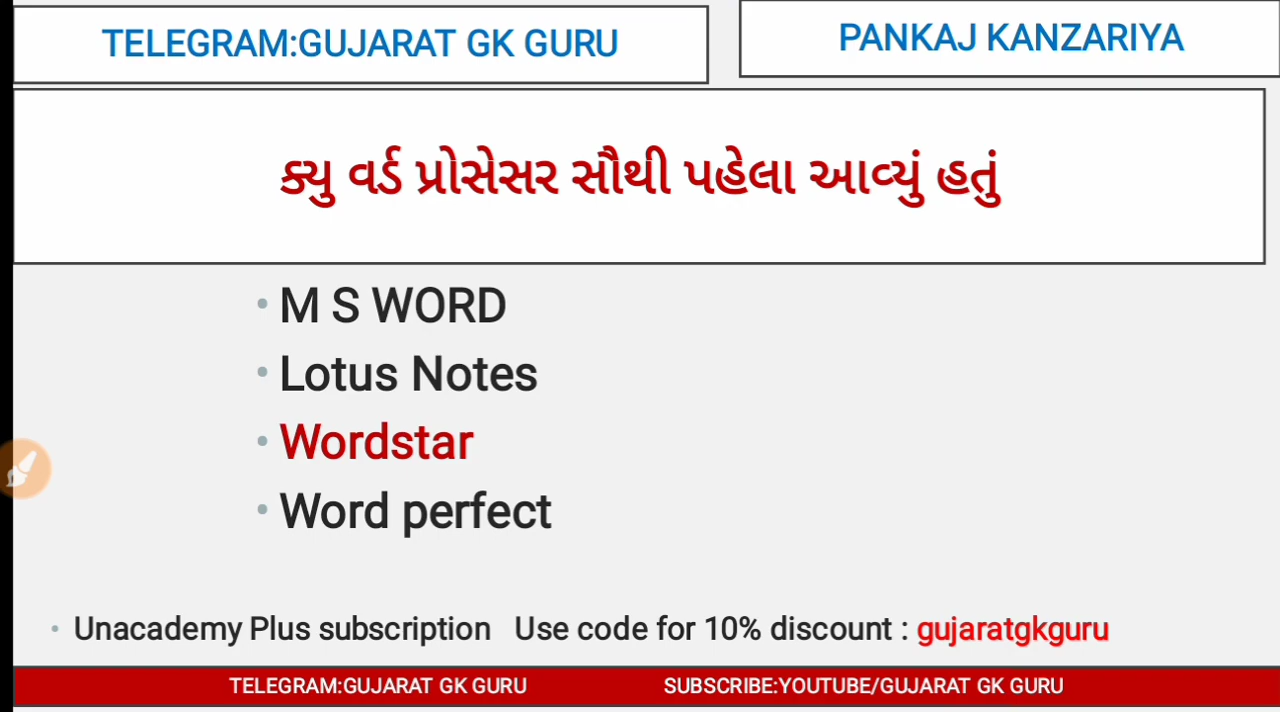 TELEGRAM:GUJARAT GK GURU
PANKAJ KANZARIYA
ક્યુ વર્ડ પ્રોસેસર સૌથી પહેલા આવ્યું હતું
• M S WORD
• Lotus Notes
• Wordstar
• Word perfect
• Unacademy Plus subscription Use code for 10% discount : gujaratgkguru
TELEGRAM:GUJARAT GK GURU SUBSCRIBE:YOUTUBE/GUJARAT GK GURU